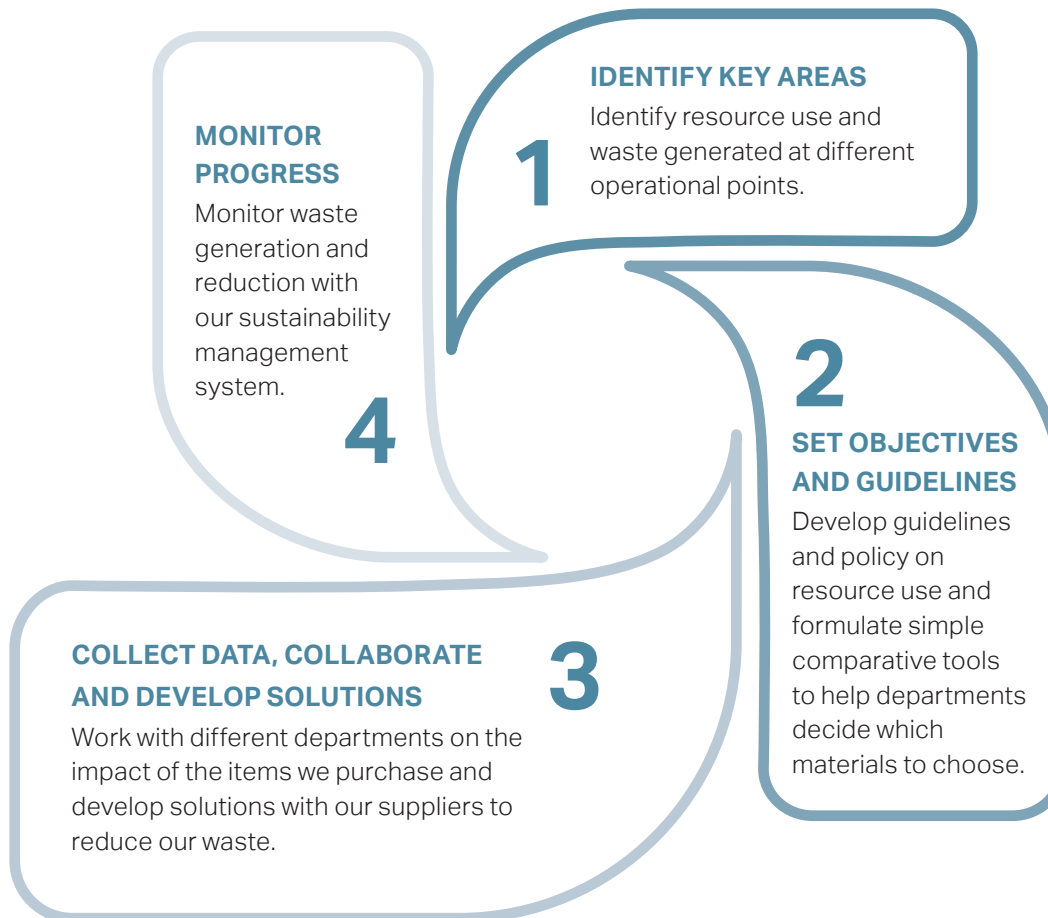 1
IDENTIFY KEY AREAS
Identify resource use and
waste generated at different
operational points.
2
SET OBJECTIVES
AND GUIDELINES
Develop guidelines
and policy on
resource use and
formulate simple
comparative tools
to help departments
decide which
materials to choose.
3
COLLECT DATA, COLLABORATE
AND DEVELOP SOLUTIONS
Work with different departments on the
impact of the items we purchase and
develop solutions with our suppliers to
reduce our waste.
4
MONITOR
PROGRESS
Monitor waste
generation and
reduction with
our sustainability
management
system.